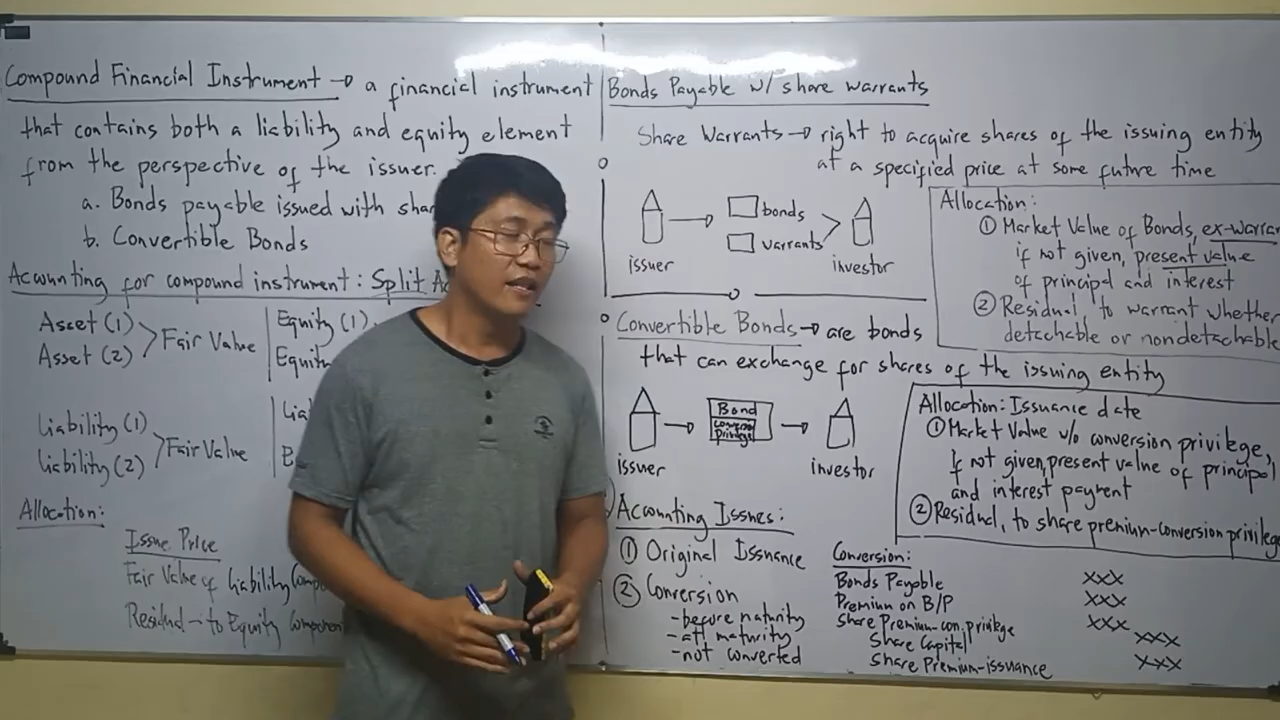 Compound Financial Instrument → a financial instrument
that contains both a liability and equity element
from the perspective of the issuer.
a. Bonds payable issued with shar
b. Convertible Bonds
Accounting for compound instrument: Split A
Asset (1)
Asset (2)
> Fair Value
Equity (1)
Equity
Liability (1)
Liability (2)
> Fair Value
Lia
Allocation:
Issue Price
Fair Value of Liability Compo
Residual - to Equity Component
Bonds Payable w/ share warrants
Share Warrants → right to acquire shares of the issuing entity
at a specified price at some future time
issuer
bonds
warrants
investor
Allocation:
① Market Value of Bonds, ex-warran
if not given, present value
of principal and interest
② Residual, to warrant whether
detachable or nondetachable
Convertible Bonds → are bonds
that can exchange for shares of the issuing entity
issuer
Bond
Conversion
Privilege
investor
Allocation: Issuance date
① Market Value w/o conversion privilege,
If not given, present value of principal
and interest payment
② Residual, to share premium-conversion privilege
Accounting Issues:
① Original Issuance
② Conversion
-before maturity
-at maturity
-not converted
Conversion:
Bonds Payable xxx
Premium on B/P xxx
Share Premium-con. privilege xxx
Share Capital xxx
Share Premium-issuance xxx